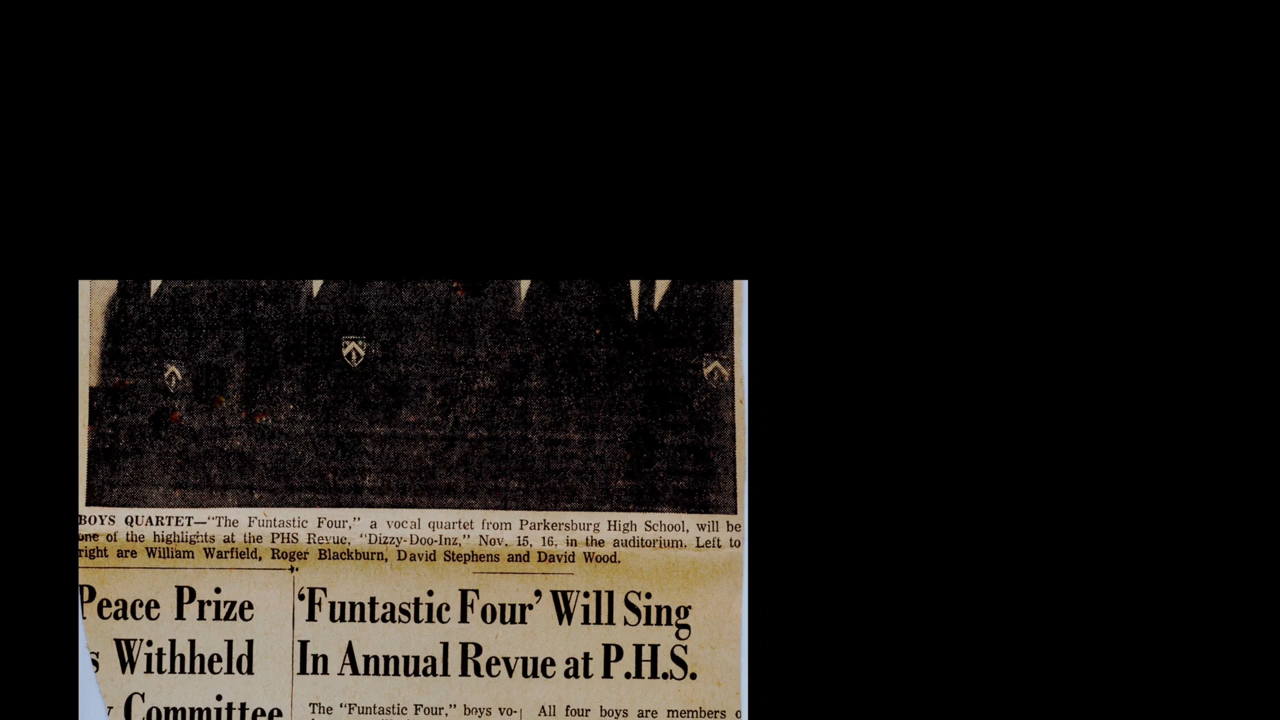 BOYS QUARTET—“The Funtastic Four,” a vocal quartet from Parkersburg High School, will be
one of the highlights at the PHS Revue, “Dizzy-Doo-Inz,” Nov. 15, 16, in the auditorium. Left to
right are William Warfield, Roger Blackburn, David Stephens and David Wood.
Peace Prize
s Withheld
y Committee
‘Funtastic Four’ Will Sing
In Annual Revue at P.H.S.
The “Funtastic Four,” boys vo-
All four boys are members o